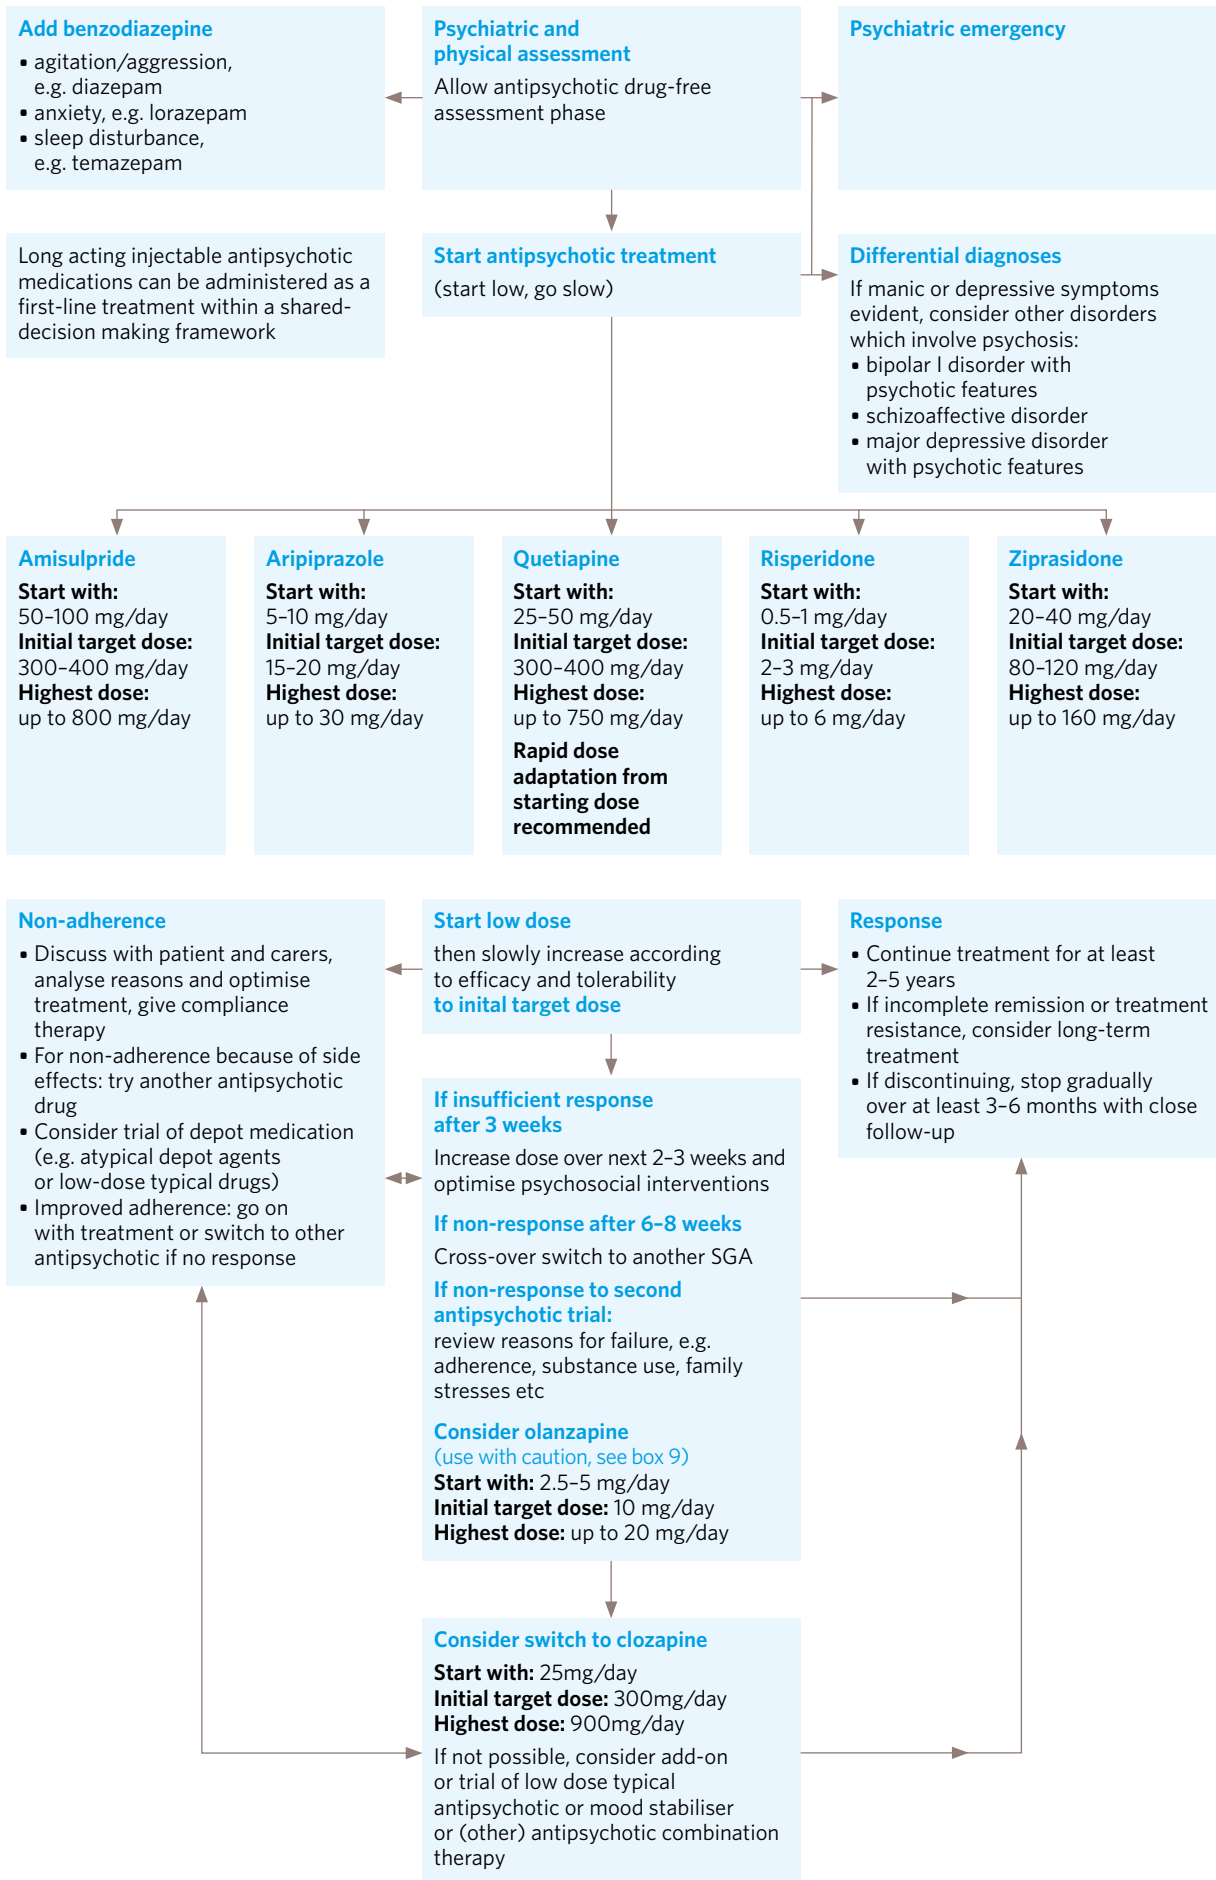 Add benzodiazepine
• agitation/aggression,
e.g. diazepam
• anxiety, e.g. lorazepam
• sleep disturbance,
e.g. temazepam
Psychiatric and
physical assessment
Allow antipsychotic drug-free
assessment phase
Psychiatric emergency
Long acting injectable antipsychotic
medications can be administered as a
first-line treatment within a shared-
decision making framework
Start antipsychotic treatment
(start low, go slow)
Differential diagnoses
If manic or depressive symptoms
evident, consider other disorders
which involve psychosis:
• bipolar I disorder with
psychotic features
• schizoaffective disorder
• major depressive disorder
with psychotic features
Amisulpride
Start with:
50–100 mg/day
Initial target dose:
300–400 mg/day
Highest dose:
up to 800 mg/day
Aripiprazole
Start with:
5–10 mg/day
Initial target dose:
15–20 mg/day
Highest dose:
up to 30 mg/day
Quetiapine
Start with:
25–50 mg/day
Initial target dose:
300–400 mg/day
Highest dose:
up to 750 mg/day
Rapid dose
adaptation from
starting dose
recommended
Risperidone
Start with:
0.5–1 mg/day
Initial target dose:
2–3 mg/day
Highest dose:
up to 6 mg/day
Ziprasidone
Start with:
20–40 mg/day
Initial target dose:
80–120 mg/day
Highest dose:
up to 160 mg/day
Non-adherence
• Discuss with patient and carers,
analyse reasons and optimise
treatment, give compliance
therapy
• For non-adherence because of side
effects: try another antipsychotic
drug
• Consider trial of depot medication
(e.g. atypical depot agents
or low-dose typical drugs)
• Improved adherence: go on
with treatment or switch to other
antipsychotic if no response
Start low dose
then slowly increase according
to efficacy and tolerability
to inital target dose
Response
• Continue treatment for at least
2–5 years
• If incomplete remission or treatment
resistance, consider long-term
treatment
• If discontinuing, stop gradually
over at least 3–6 months with close
follow-up
If insufficient response
after 3 weeks
Increase dose over next 2–3 weeks and
optimise psychosocial interventions
If non-response after 6–8 weeks
Cross-over switch to another SGA
If non-response to second
antipsychotic trial:
review reasons for failure, e.g.
adherence, substance use, family
stresses etc
Consider olanzapine
(use with caution, see box 9)
Start with: 2.5–5 mg/day
Initial target dose: 10 mg/day
Highest dose: up to 20 mg/day
Consider switch to clozapine
Start with: 25mg/day
Initial target dose: 300mg/day
Highest dose: 900mg/day
If not possible, consider add-on
or trial of low dose typical
antipsychotic or mood stabiliser
or (other) antipsychotic combination
therapy